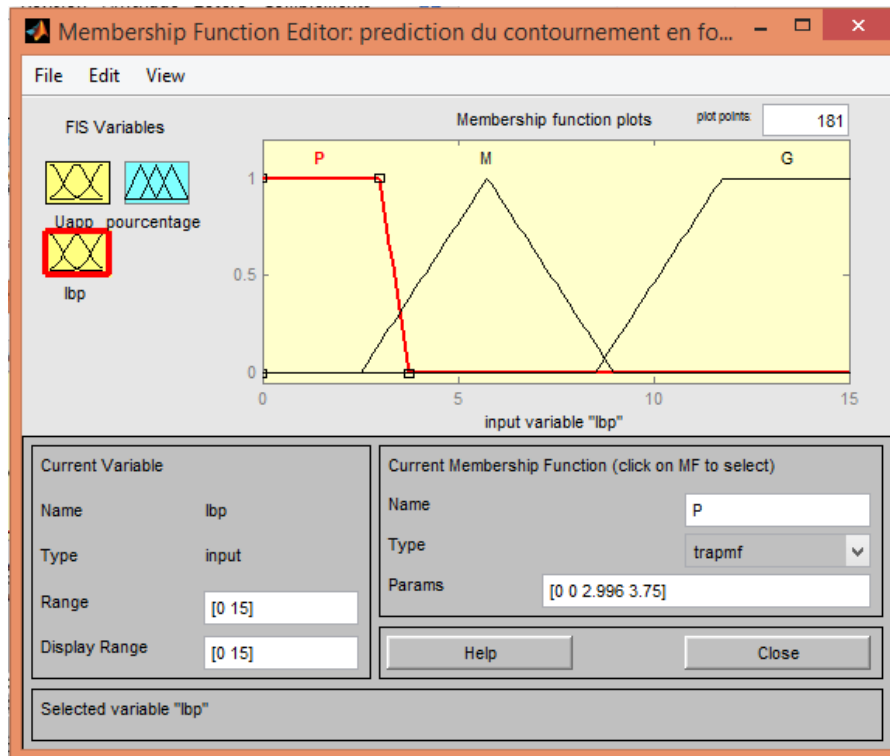 Membership Function Editor: prediction du contournement en fo...
File Edit View
FIS Variables
Membership function plots
plot points:
181
P
M
G
1
0.5
0
0
5
10
15
input variable "lbp"
Uapp
pourcentage
lbp
Current Variable
Name
lbp
Type
input
Range
[0 15]
Display Range
[0 15]
Current Membership Function (click on MF to select)
Name
P
Type
trapmf
Params
[0 0 2.996 3.75]
Help
Close
Selected variable "lbp"